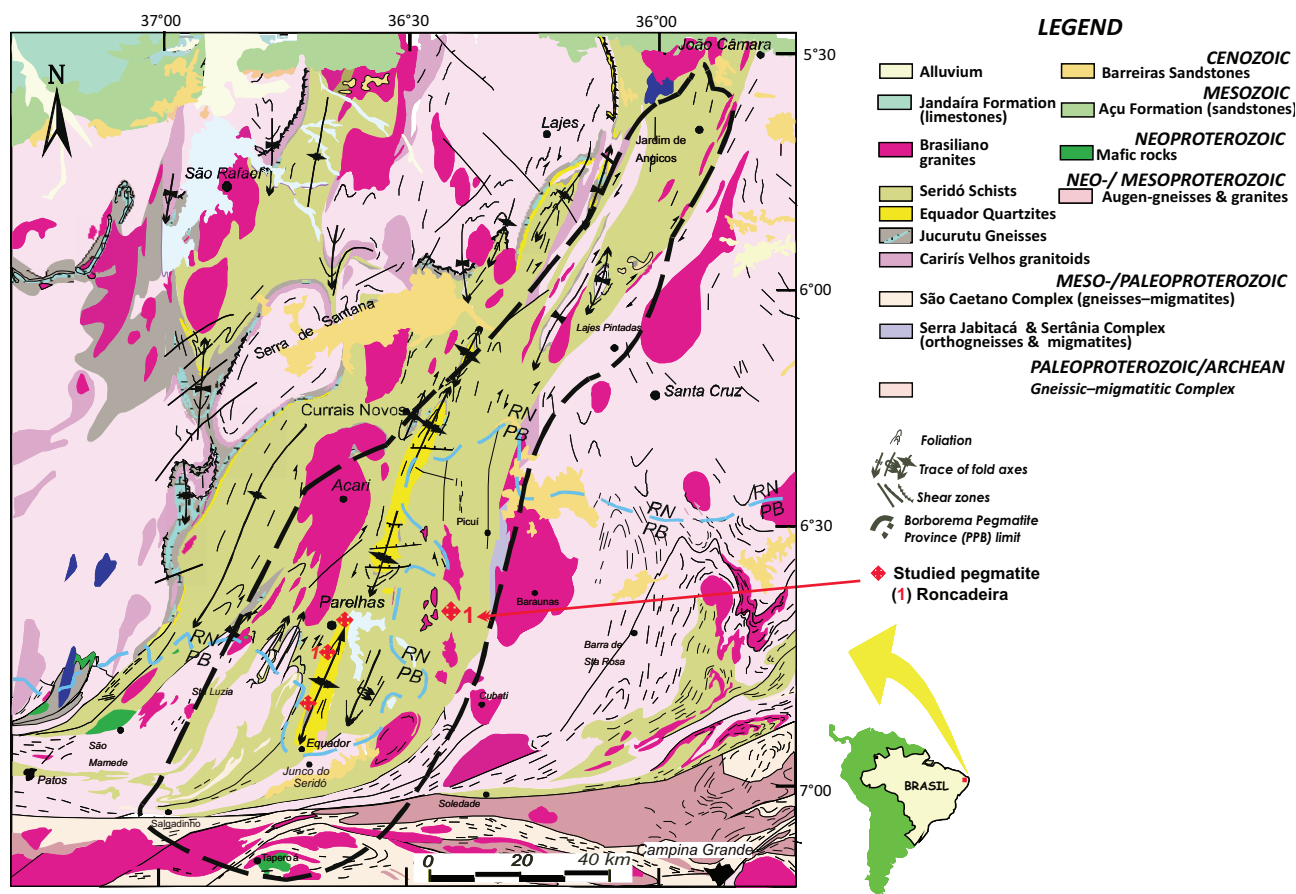 37°00'
36°30'
36°00
João Câmara
5°30
N
Lajes
Jardim de
Angicos
São Rafael
6°00
Serra de Santana
Lajes Pintadas
Santa Cruz
Currais Novos
RN
PB
Acari
RN
PB
RN
PB
Picuí
6°30
Parelhas
1
Baraunas
1
RN
PB
RN
PB
Barra de
Sta Rosa
Sta Luzia
Cubati
São
Mamede
Equador
Junco do
Seridó
Patos
Soledade
7°00
Salgadinho
Taperoá
Campina Grande
0 20 40 km
LEGEND
CENOZOIC
Alluvium
Barreiras Sandstones
MESOZOIC
Jandaíra Formation
(limestones)
Açu Formation (sandstones)
NEOPROTEROZOIC
Brasiliano
granites
Mafic rocks
NEO-/ MESOPROTEROZOIC
Seridó Schists
Augen-gneisses & granites
Equador Quartzites
Jucurutu Gneisses
Carirís Velhos granitoids
MESO-/PALEOPROTEROZOIC
São Caetano Complex (gneisses–migmatites)
Serra Jabitacá & Sertânia Complex
(orthogneisses & migmatites)
PALEOPROTEROZOIC/ARCHEAN
Gneissic–migmatitic Complex
Foliation
Trace of fold axes
Shear zones
Borborema Pegmatite
Province (PPB) limit
Studied pegmatite
(1) Roncadeira
BRASIL